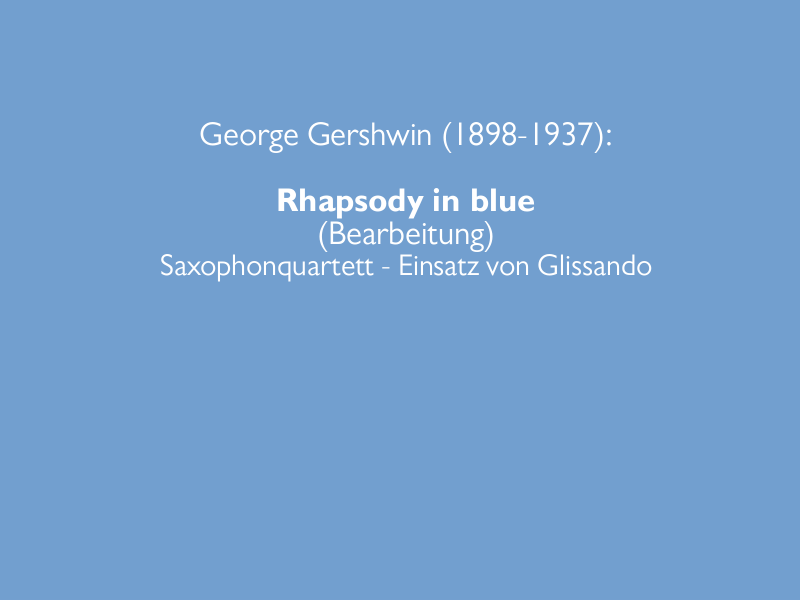 George Gershwin (1898-1937):
Rhapsody in blue
(Bearbeitung)
Saxophonquartett - Einsatz von Glissando